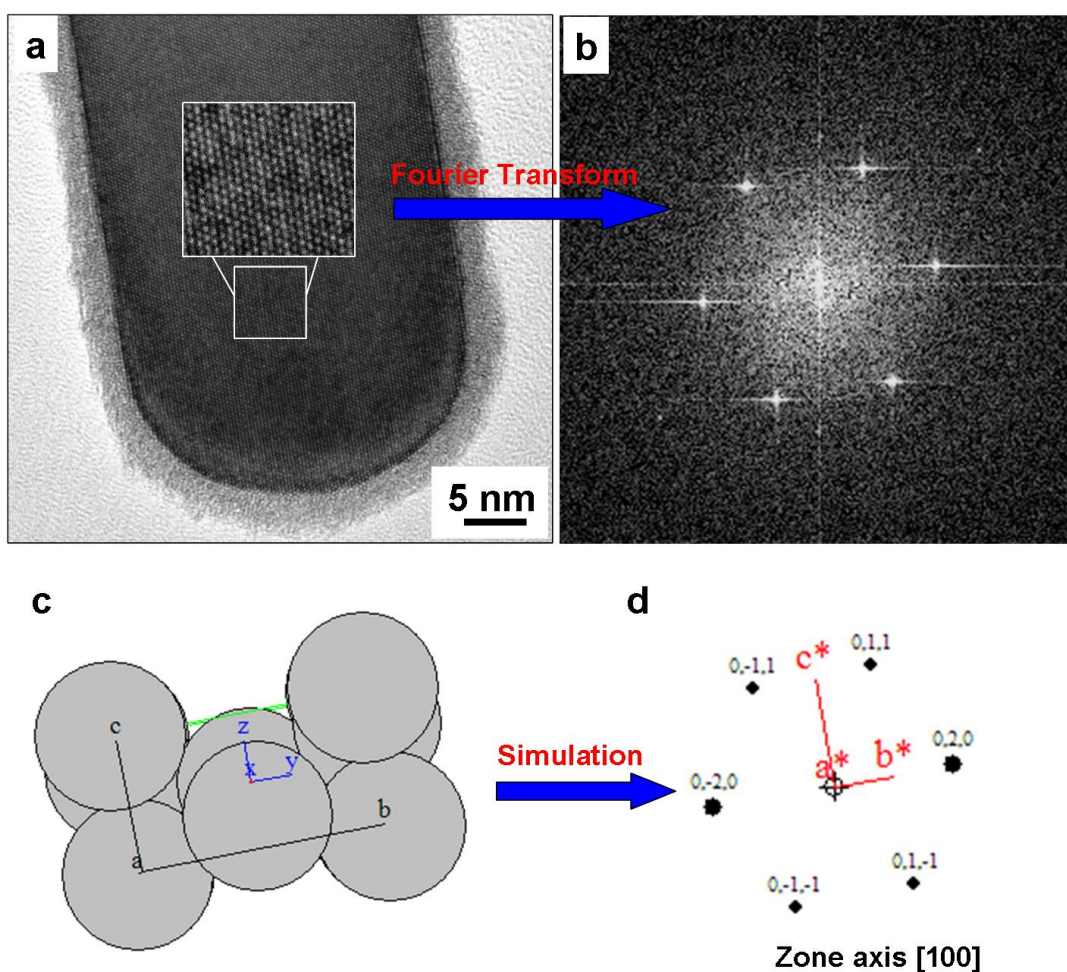 a
b
Fourier Transform
5 nm
c
c
z
x
y
a
b
Simulation
d
0,-1,1
c*
0,1,1
a*
b*
0,2,0
0,-2,0
0,-1,-1
0,1,-1
Zone axis [100]